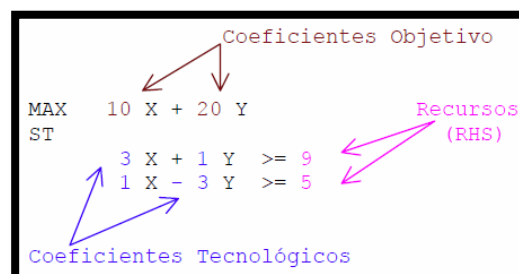 Coeficientes Objetivo
MAX 10 X + 20 Y Recursos
ST (RHS)
3 X + 1 Y >= 9
1 X - 3 Y >= 5
Coeficientes Tecnológicos